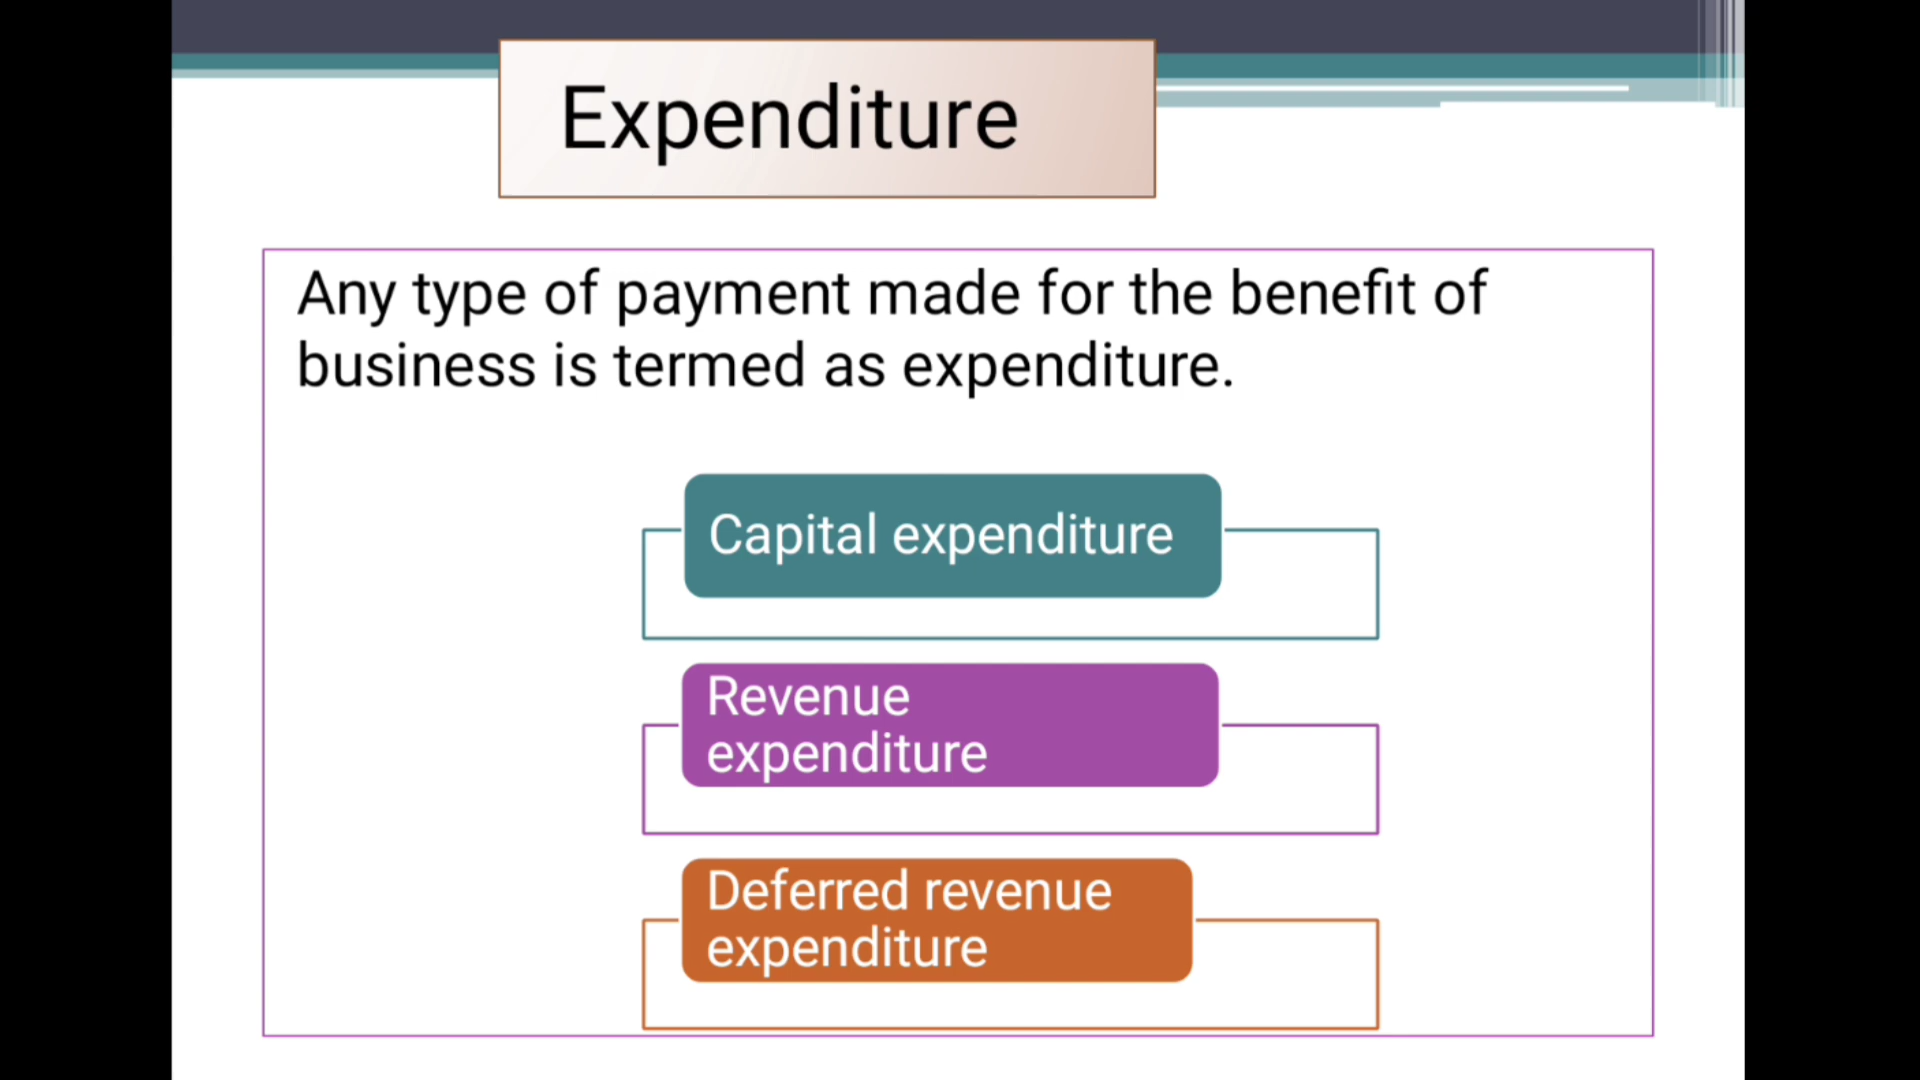 Expenditure
Any type of payment made for the benefit of
business is termed as expenditure.
Capital expenditure
Revenue
expenditure
Deferred revenue
expenditure